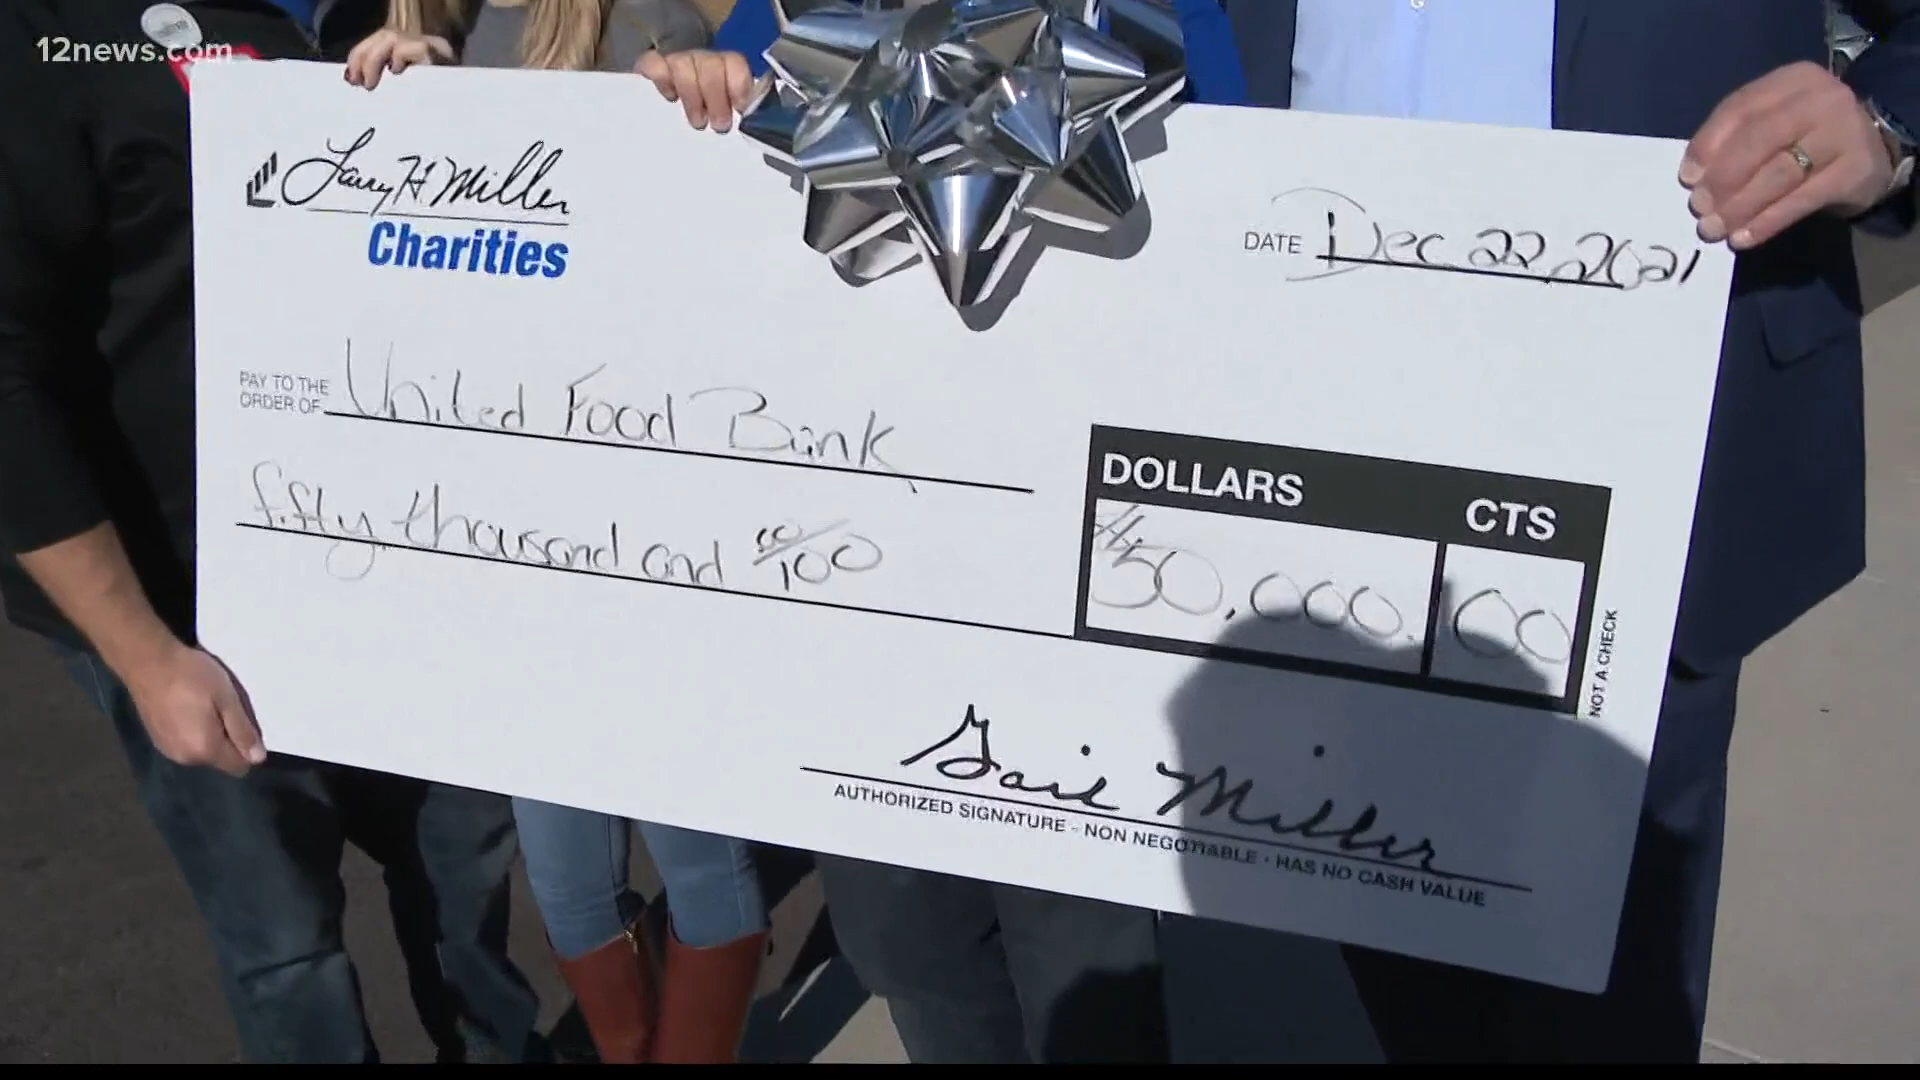 12news.com
Larry H. Miller
Charities
DATE Dec 22, 2021
PAY TO THE
ORDER OF United Food Bank
fifty thousand and 00/100
DOLLARS CTS
$50,000. 00
NOT A CHECK
Gail Miller
AUTHORIZED SIGNATURE - NON NEGOTIABLE - HAS NO CASH VALUE